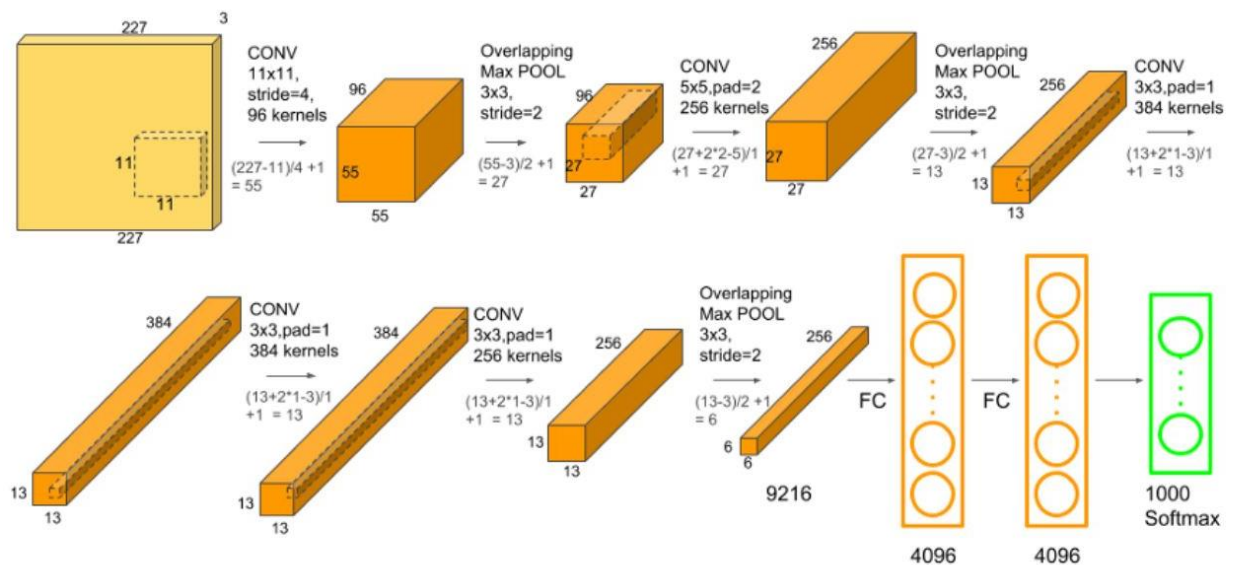 227
3
11
11
227
CONV
11x11,
stride=4,
96 kernels
(227-11)/4 +1
= 55
96
55
55
Overlapping
Max POOL
3x3,
stride=2
(55-3)/2 +1
= 27
96
27
27
CONV
5x5,pad=2
256 kernels
(27+2*2-5)/1
+1 = 27
256
27
27
Overlapping
Max POOL
3x3,
stride=2
(27-3)/2 +1
= 13
256
13
13
CONV
3x3,pad=1
384 kernels
(13+2*1-3)/1
+1 = 13
384
13
13
CONV
3x3,pad=1
384 kernels
(13+2*1-3)/1
+1 = 13
384
13
13
CONV
3x3,pad=1
256 kernels
(13+2*1-3)/1
+1 = 13
256
13
13
Overlapping
Max POOL
3x3,
stride=2
(13-3)/2 +1
= 6
256
6
6
9216
FC
4096
FC
4096
1000
Softmax